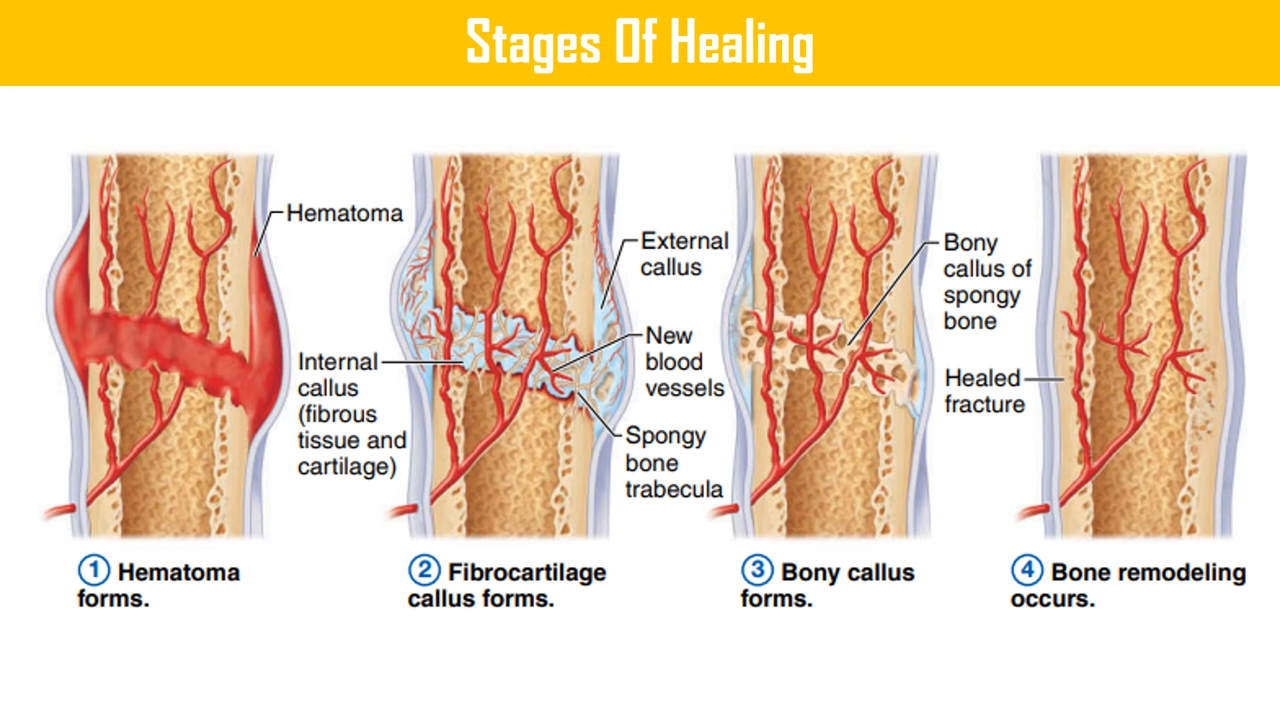 Stages Of Healing
Hematoma
Internal
callus
(fibrous
tissue and
cartilage)
External
callus
New
blood
vessels
Spongy
bone
trabecula
Bony
callus of
spongy
bone
Healed
fracture
1 Hematoma
forms.
2 Fibrocartilage
callus forms.
3 Bony callus
forms.
4 Bone remodeling
occurs.